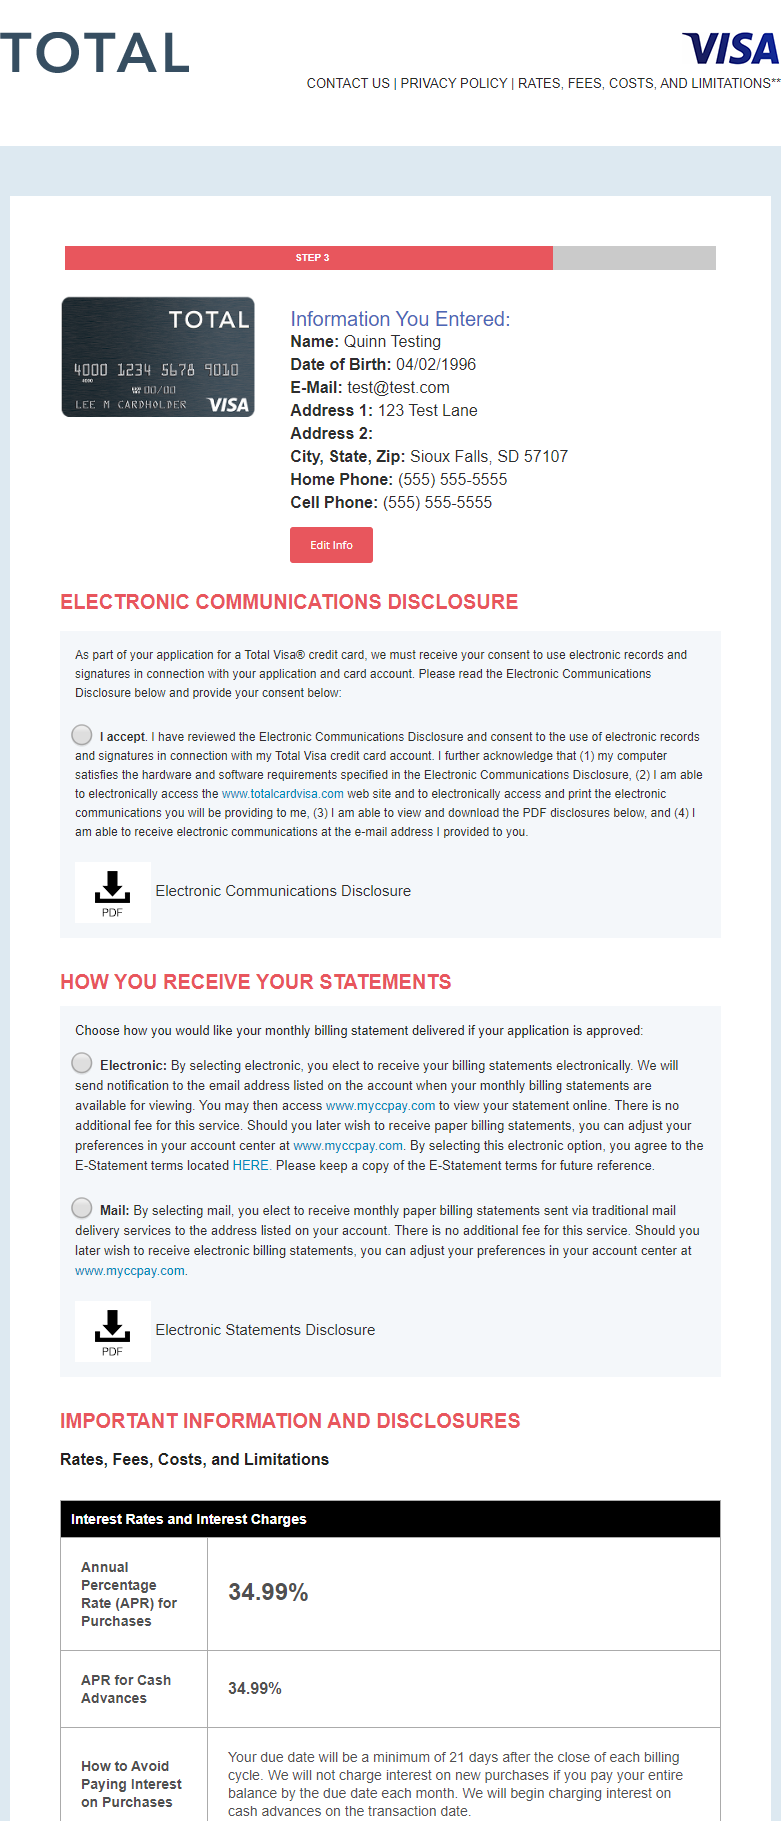 TOTAL
VISA
CONTACT US | PRIVACY POLICY | RATES, FEES, COSTS, AND LIMITATIONS**
STEP 3
TOTAL
4000 1234 5678 9010
4000
00/00
LEE M CARDHOLDER
VISA
Information You Entered:
Name: Quinn Testing
Date of Birth: 04/02/1996
E-Mail: test@test.com
Address 1: 123 Test Lane
Address 2:
City, State, Zip: Sioux Falls, SD 57107
Home Phone: (555) 555-5555
Cell Phone: (555) 555-5555
Edit Info
ELECTRONIC COMMUNICATIONS DISCLOSURE
As part of your application for a Total Visa® credit card, we must receive your consent to use electronic records and
signatures in connection with your application and card account. Please read the Electronic Communications
Disclosure below and provide your consent below:
I accept. I have reviewed the Electronic Communications Disclosure and consent to the use of electronic records
and signatures in connection with my Total Visa credit card account. I further acknowledge that (1) my computer
satisfies the hardware and software requirements specified in the Electronic Communications Disclosure, (2) I am able
to electronically access the www.totalcardvisa.com web site and to electronically access and print the electronic
communications you will be providing to me, (3) I am able to view and download the PDF disclosures below, and (4) I
am able to receive electronic communications at the e-mail address I provided to you.
PDF
Electronic Communications Disclosure
HOW YOU RECEIVE YOUR STATEMENTS
Choose how you would like your monthly billing statement delivered if your application is approved:
Electronic: By selecting electronic, you elect to receive your billing statements electronically. We will
send notification to the email address listed on the account when your monthly billing statements are
available for viewing. You may then access www.myccpay.com to view your statement online. There is no
additional fee for this service. Should you later wish to receive paper billing statements, you can adjust your
preferences in your account center at www.myccpay.com. By selecting this electronic option, you agree to the
E-Statement terms located HERE. Please keep a copy of the E-Statement terms for future reference.
Mail: By selecting mail, you elect to receive monthly paper billing statements sent via traditional mail
delivery services to the address listed on your account. There is no additional fee for this service. Should you
later wish to receive electronic billing statements, you can adjust your preferences in your account center at
www.myccpay.com.
PDF
Electronic Statements Disclosure
IMPORTANT INFORMATION AND DISCLOSURES
Rates, Fees, Costs, and Limitations
Interest Rates and Interest Charges
Annual
Percentage
Rate (APR) for
Purchases
34.99%
APR for Cash
Advances
34.99%
How to Avoid
Paying Interest
on Purchases
Your due date will be a minimum of 21 days after the close of each billing
cycle. We will not charge interest on new purchases if you pay your entire
balance by the due date each month. We will begin charging interest on
cash advances on the transaction date.